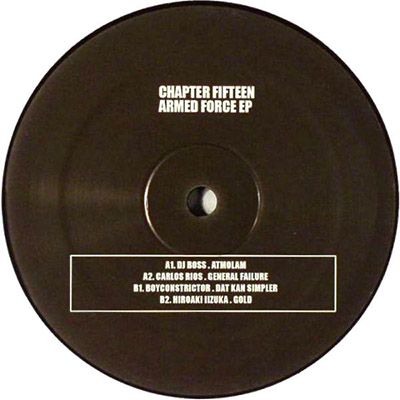 CHAPTER FIFTEEN
ARMED FORCE EP
A1. DJ BOSS . ATMOLAM
A2. CARLOS RIOS . GENERAL FAILURE
B1. BOYCONSTRICTOR . DAT KAN SIMPLER
B2. HIROAKI IIZUKA . GOLD